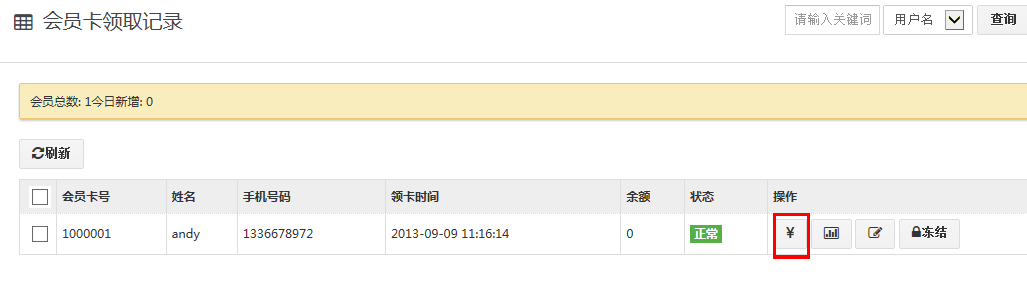 会员卡领取记录
请输入关键词 用户名 查询
会员总数: 1今日新增: 0
刷新
会员卡号 姓名 手机号码 领卡时间 余额 状态 操作
1000001 andy 1336678972 2013-09-09 11:16:14 0 正常 ¥ 冻结